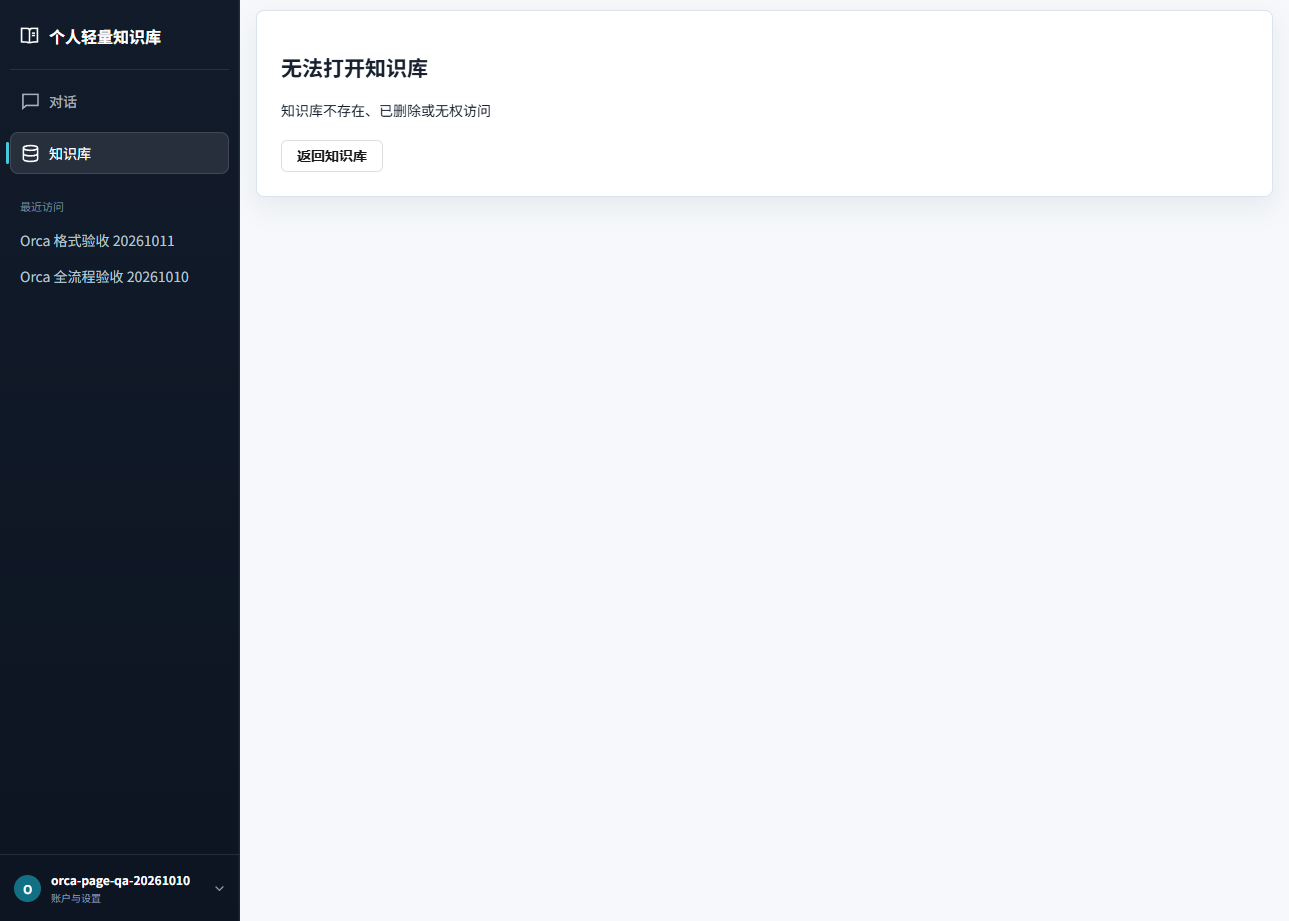 个人轻量知识库
对话
知识库
最近访问
Orca 格式验收 20261011
Orca 全流程验收 20261010
O
orca-page-qa-20261010
账户与设置
无法打开知识库
知识库不存在、已删除或无权访问
返回知识库